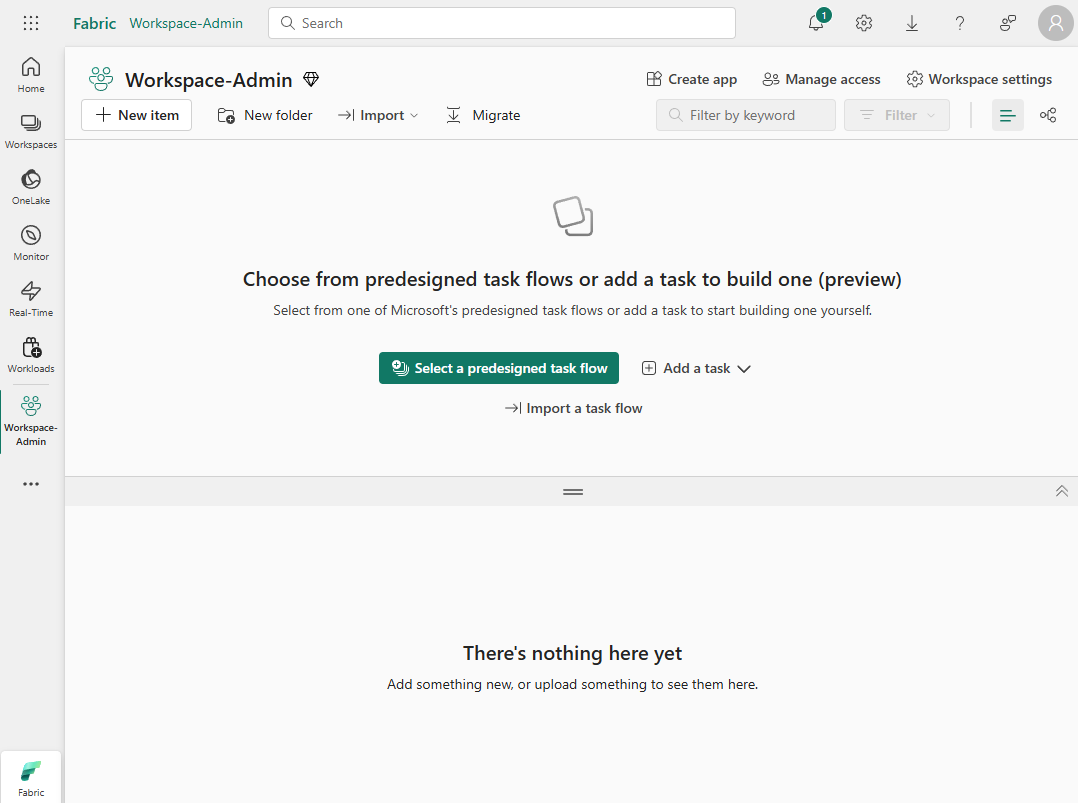 Fabric Workspace-Admin Search 1
Home
Workspaces
OneLake
Monitor
Real-Time
Workloads
Workspace-
Admin
Fabric
Workspace-Admin Create app Manage access Workspace settings
New item New folder Import Migrate Filter by keyword Filter
Choose from predesigned task flows or add a task to build one (preview)
Select from one of Microsoft's predesigned task flows or add a task to start building one yourself.
Select a predesigned task flow Add a task
Import a task flow
There's nothing here yet
Add something new, or upload something to see them here.